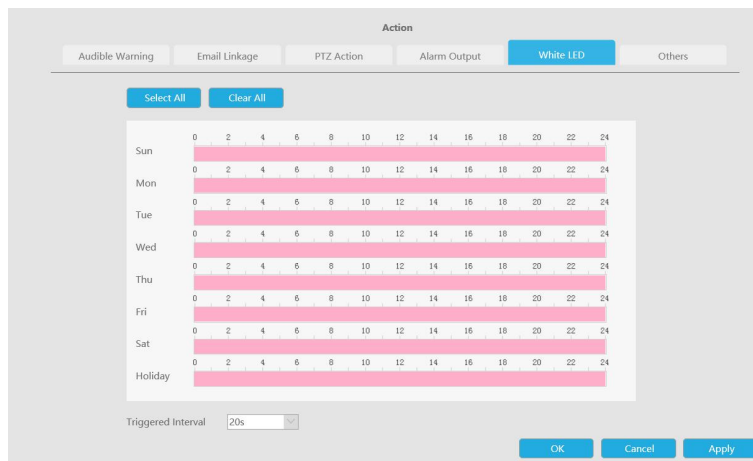 Action
Audible Warning Email Linkage PTZ Action Alarm Output White LED Others
Select All Clear All
0 2 4 6 8 10 12 14 16 18 20 22 24
Sun
0 2 4 6 8 10 12 14 16 18 20 22 24
Mon
0 2 4 6 8 10 12 14 16 18 20 22 24
Tue
0 2 4 6 8 10 12 14 16 18 20 22 24
Wed
0 2 4 6 8 10 12 14 16 18 20 22 24
Thu
0 2 4 6 8 10 12 14 16 18 20 22 24
Fri
0 2 4 6 8 10 12 14 16 18 20 22 24
Sat
0 2 4 6 8 10 12 14 16 18 20 22 24
Holiday
Triggered Interval 20s
OK Cancel Apply